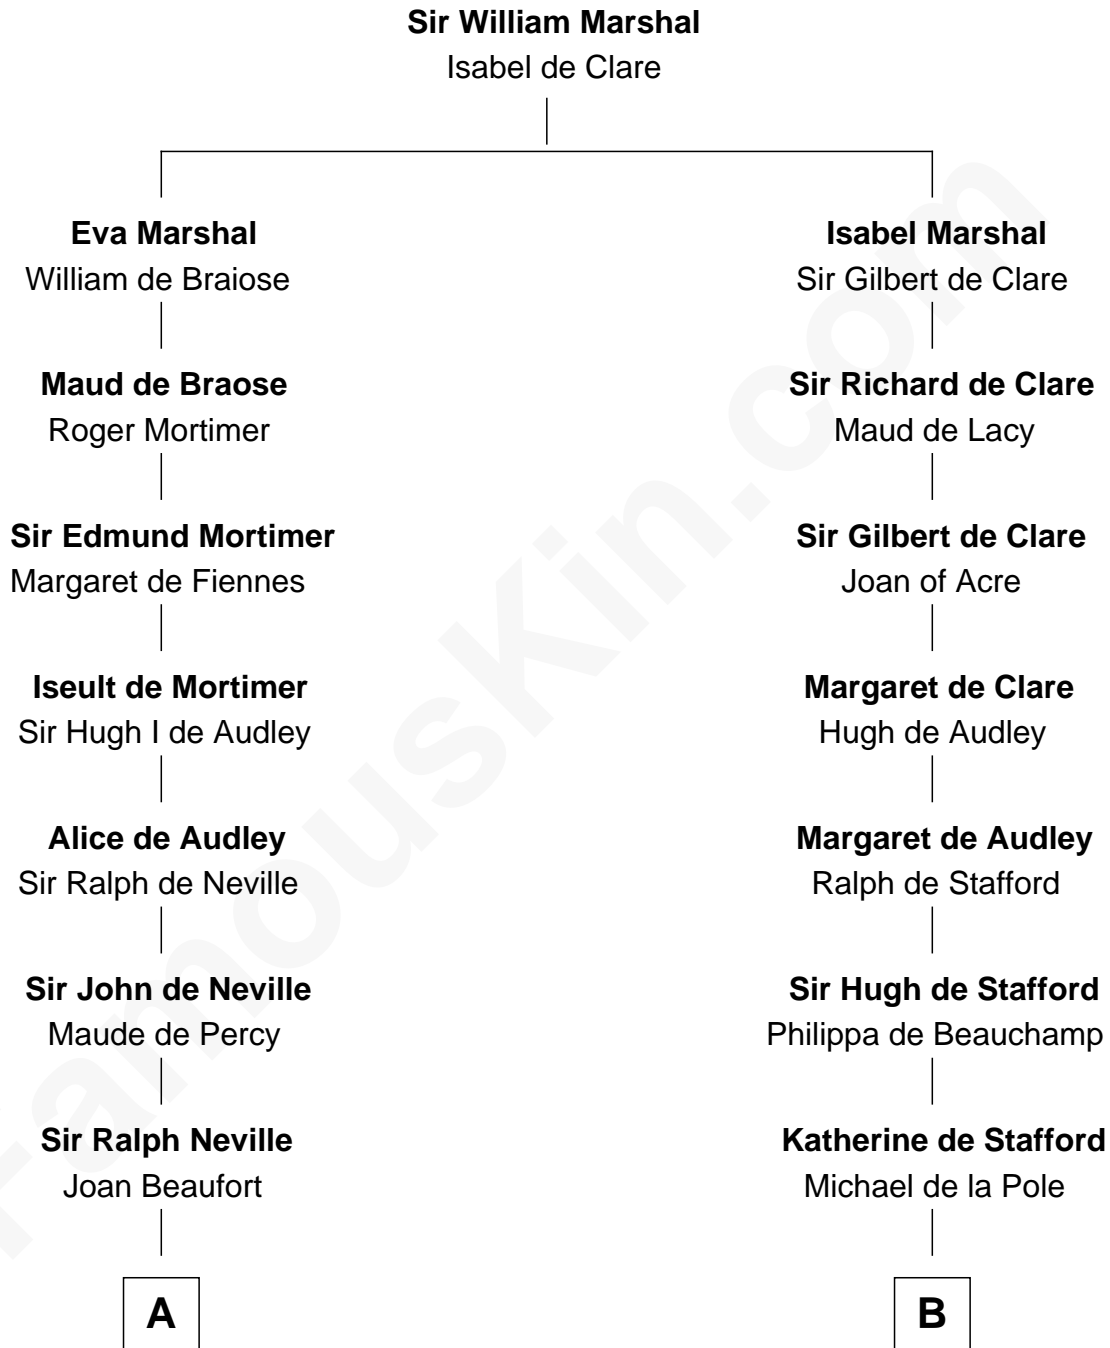 Sir William Marshal
Isabel de Clare
Eva Marshal
William de Braiose
Isabel Marshal
Sir Gilbert de Clare
Maud de Braose
Roger Mortimer
Sir Richard de Clare
Maud de Lacy
Sir Edmund Mortimer
Margaret de Fiennes
Sir Gilbert de Clare
Joan of Acre
Iseult de Mortimer
Sir Hugh I de Audley
Margaret de Clare
Hugh de Audley
Alice de Audley
Sir Ralph de Neville
Margaret de Audley
Ralph de Stafford
Sir John de Neville
Maude de Percy
Sir Hugh de Stafford
Philippa de Beauchamp
Sir Ralph Neville
Joan Beaufort
Katherine de Stafford
Michael de la Pole
A
B
FamousKin.com